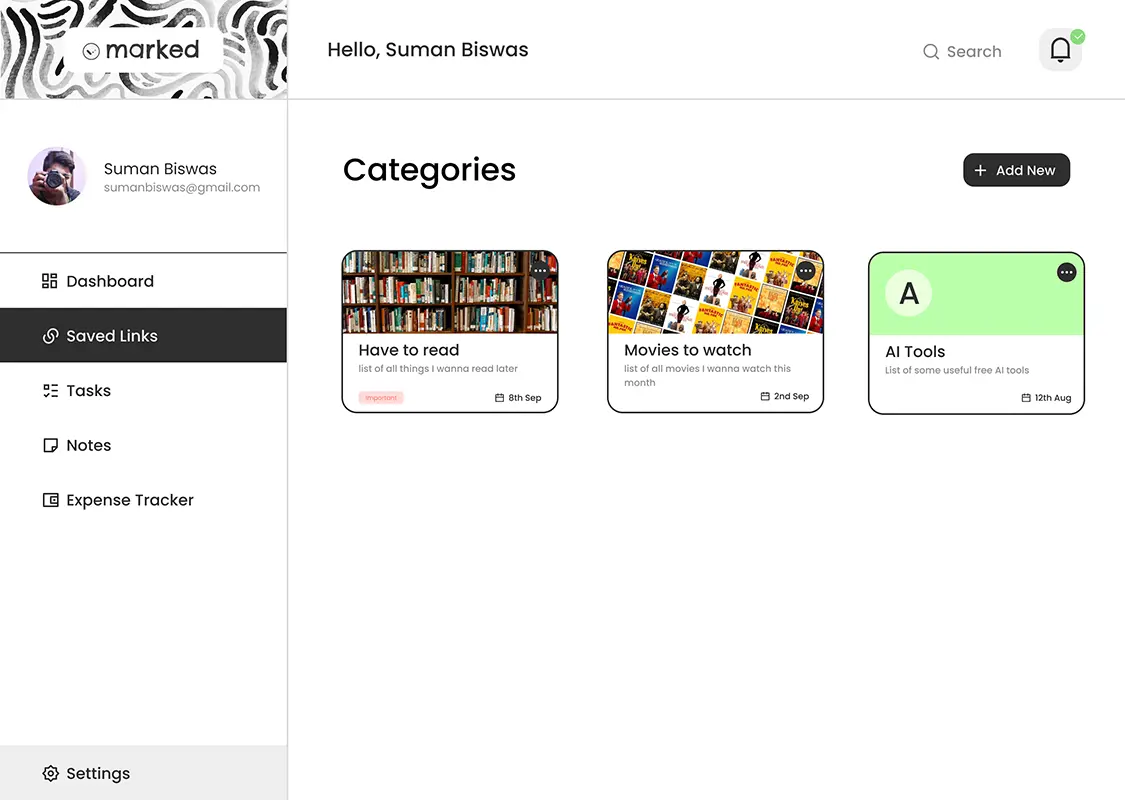 marked
Hello, Suman Biswas
Search
Suman Biswas
sumanbiswas@gmail.com
Categories
+ Add New
Dashboard
Saved Links
Tasks
Notes
Expense Tracker
Settings
Have to read
list of all things I wanna read later
Important
8th Sep
Movies to watch
list of all movies I wanna watch this
month
2nd Sep
A
AI Tools
List of some useful free AI tools
12th Aug